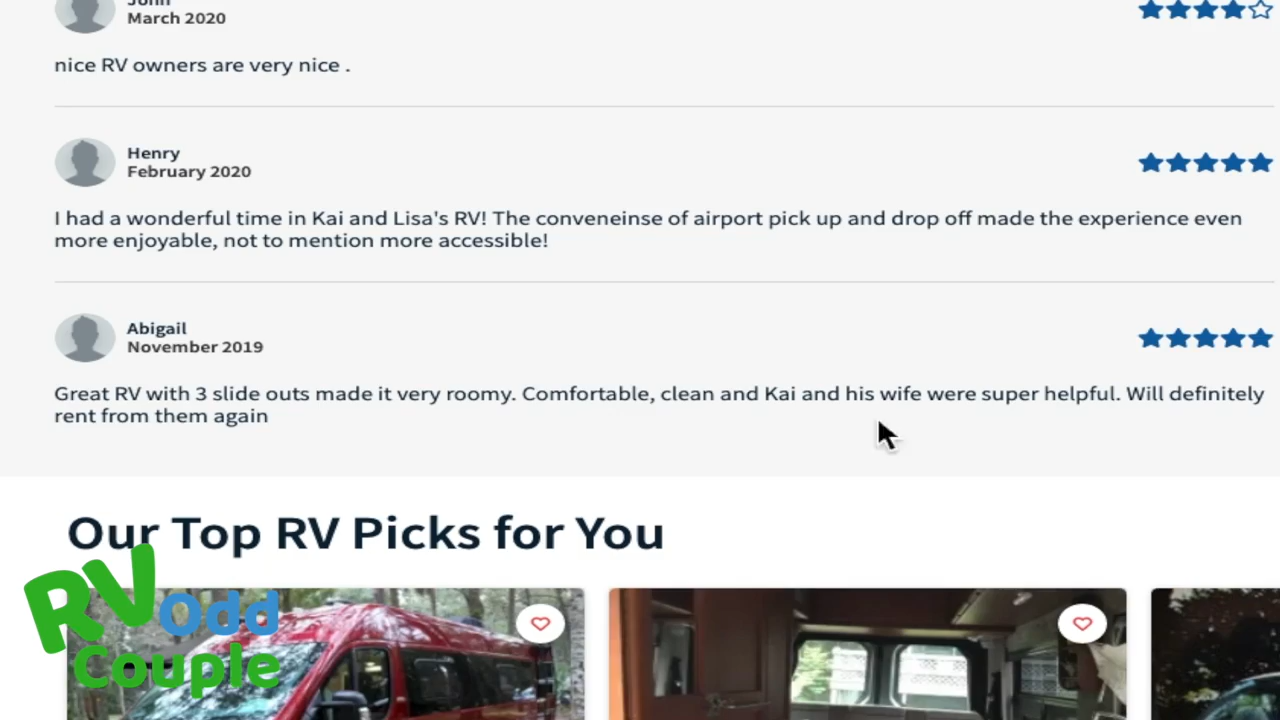 John
March 2020
nice RV owners are very nice .
Henry
February 2020
I had a wonderful time in Kai and Lisa's RV! The conveneinse of airport pick up and drop off made the experience even
more enjoyable, not to mention more accessible!
Abigail
November 2019
Great RV with 3 slide outs made it very roomy. Comfortable, clean and Kai and his wife were super helpful. Will definitely
rent from them again
Our Top RV Picks for You
RV Odd
Couple